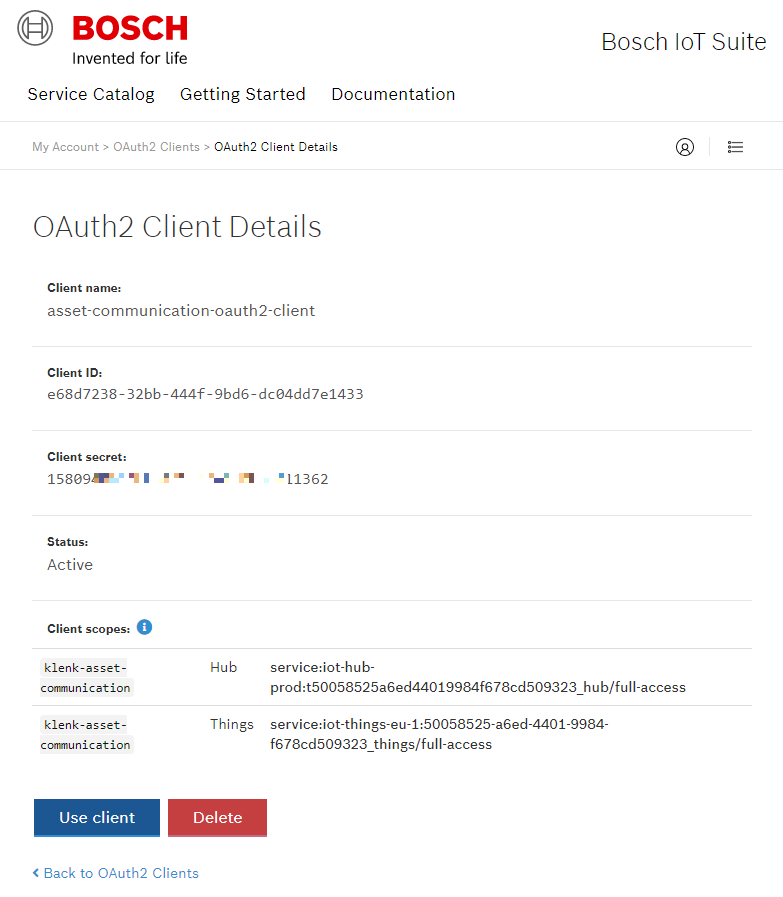 BOSCH
Invented for life
Bosch IoT Suite
Service Catalog Getting Started Documentation
My Account > OAuth2 Clients > OAuth2 Client Details
OAuth2 Client Details
Client name:
asset-communication-oauth2-client
Client ID:
e68d7238-32bb-444f-9bd6-dc04dd7e1433
Client secret:
15809 11362
Status:
Active
Client scopes:
klenk-asset-
communication
Hub
service:iot-hub-
prod:t50058525a6ed44019984f678cd509323_hub/full-access
klenk-asset-
communication
Things
service:iot-things-eu-1:50058525-a6ed-4401-9984-
f678cd509323_things/full-access
Use client Delete
Back to OAuth2 Clients